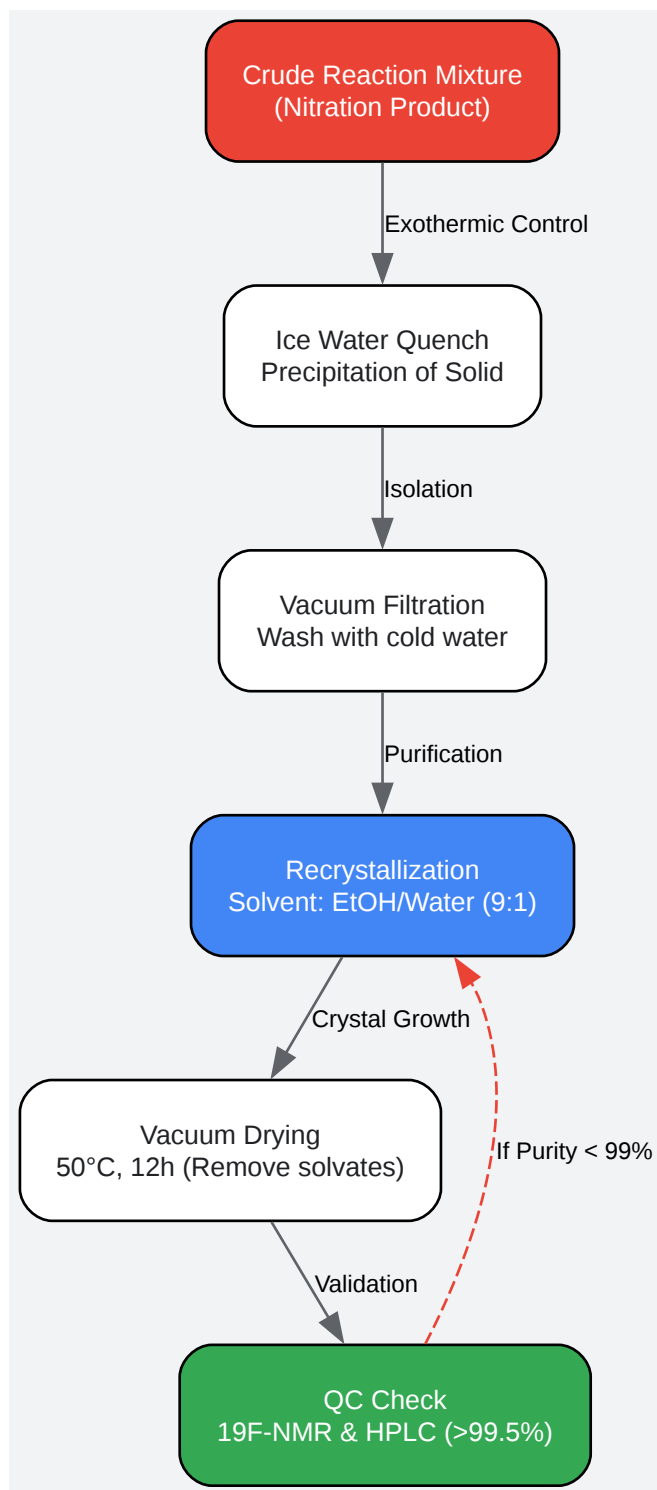 Crude Reaction Mixture
(Nitration Product)
Exothermic Control
Ice Water Quench
Precipitation of Solid
Isolation
Vacuum Filtration
Wash with cold water
Purification
Recrystallization
Solvent: EtOH/Water (9:1)
Crystal Growth
Vacuum Drying
50°C, 12h (Remove solvates)
If Purity < 99%
Validation
QC Check
19F-NMR & HPLC (>99.5%)